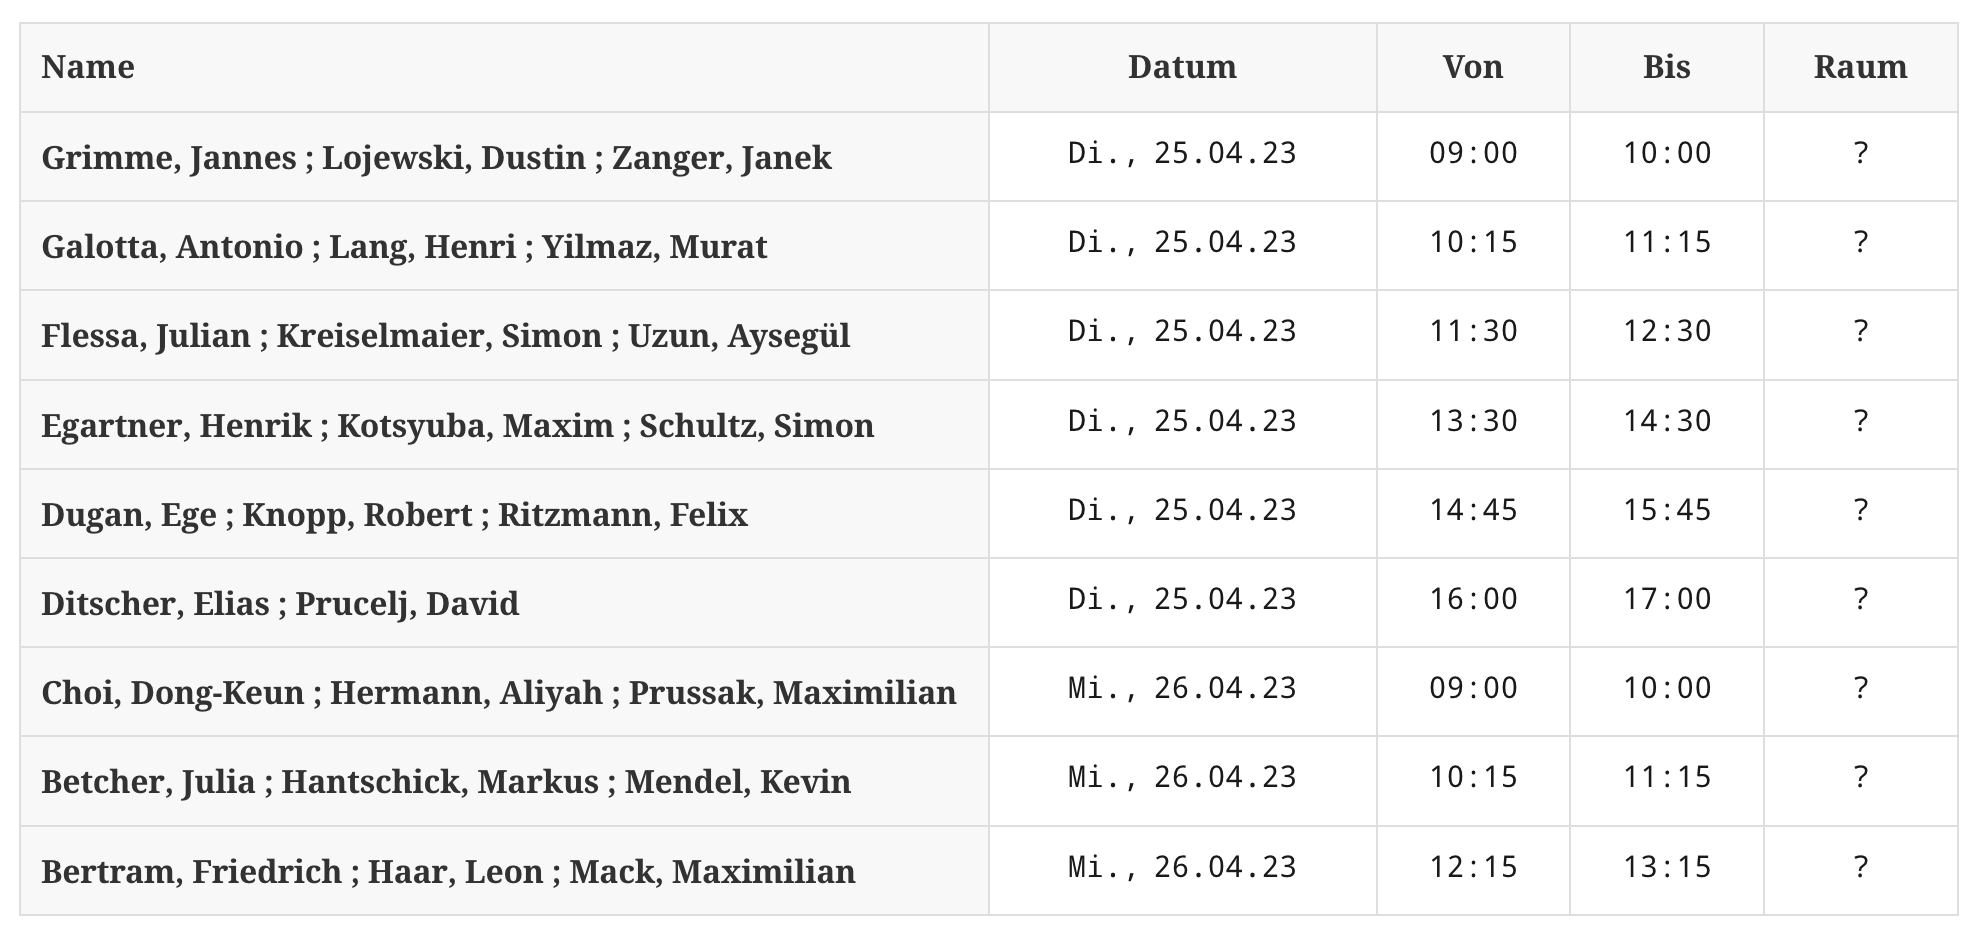 Name Datum Von Bis Raum
Grimme, Jannes ; Lojewski, Dustin ; Zanger, Janek Di., 25.04.23 09:00 10:00 ?
Galotta, Antonio ; Lang, Henri ; Yilmaz, Murat Di., 25.04.23 10:15 11:15 ?
Flessa, Julian ; Kreiselmaier, Simon ; Uzun, Aysegül Di., 25.04.23 11:30 12:30 ?
Egartner, Henrik ; Kotsyuba, Maxim ; Schultz, Simon Di., 25.04.23 13:30 14:30 ?
Dugan, Ege ; Knopp, Robert ; Ritzmann, Felix Di., 25.04.23 14:45 15:45 ?
Ditscher, Elias ; Prucelj, David Di., 25.04.23 16:00 17:00 ?
Choi, Dong-Keun ; Hermann, Aliyah ; Prussak, Maximilian Mi., 26.04.23 09:00 10:00 ?
Betcher, Julia ; Hantschick, Markus ; Mendel, Kevin Mi., 26.04.23 10:15 11:15 ?
Bertram, Friedrich ; Haar, Leon ; Mack, Maximilian Mi., 26.04.23 12:15 13:15 ?